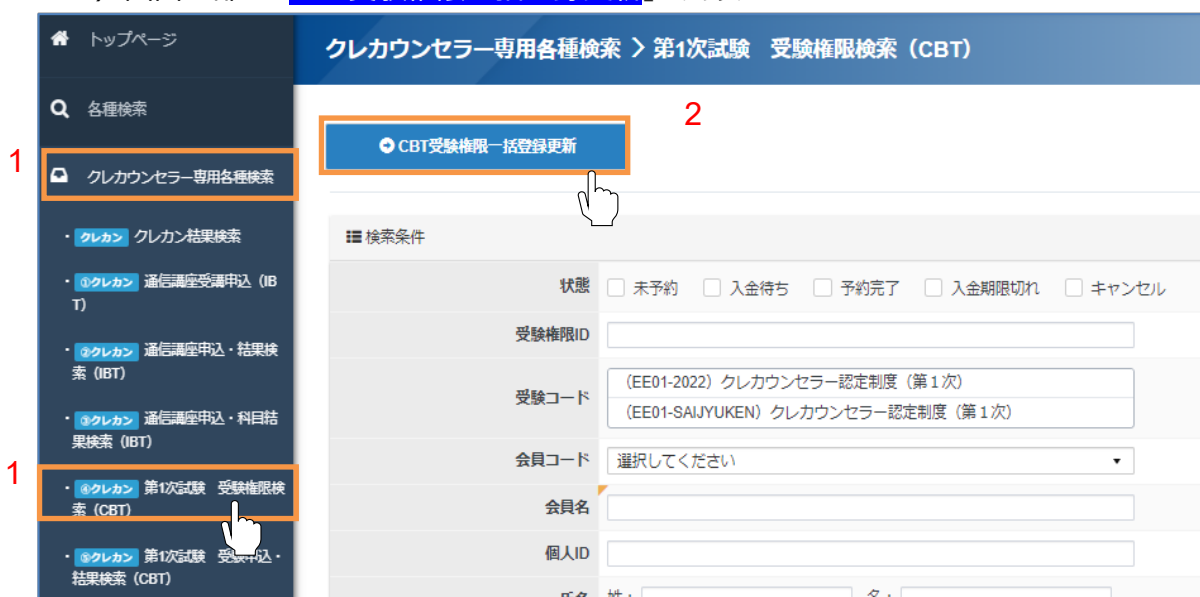 トップページ
クレカウンセラー専用各種検索 > 第1次試験　受験権限検索（CBT）
各種検索
2
CBT受験権限一括登録更新
1
クレカウンセラー専用各種検索
・クレカン クレカン結果検索
検索条件
・①クレカン 通信講座受講申込（IB
T）
状態 未予約 入金待ち 予約完了 入金期限切れ キャンセル
受験権限ID
・②クレカン 通信講座申込・結果検
索（IBT）
受験コード
（EE01-2022）クレカウンセラー認定制度（第１次）
（EE01-SAIJYUKEN）クレカウンセラー認定制度（第１次）
・③クレカン 通信講座申込・科目結
果検索（IBT）
会員コード 選択してください
1
・④クレカン 第1次試験　受験権限検
索（CBT）
会員名
個人ID
・⑤クレカン 第1次試験　受験申込・
結果検索（CBT）